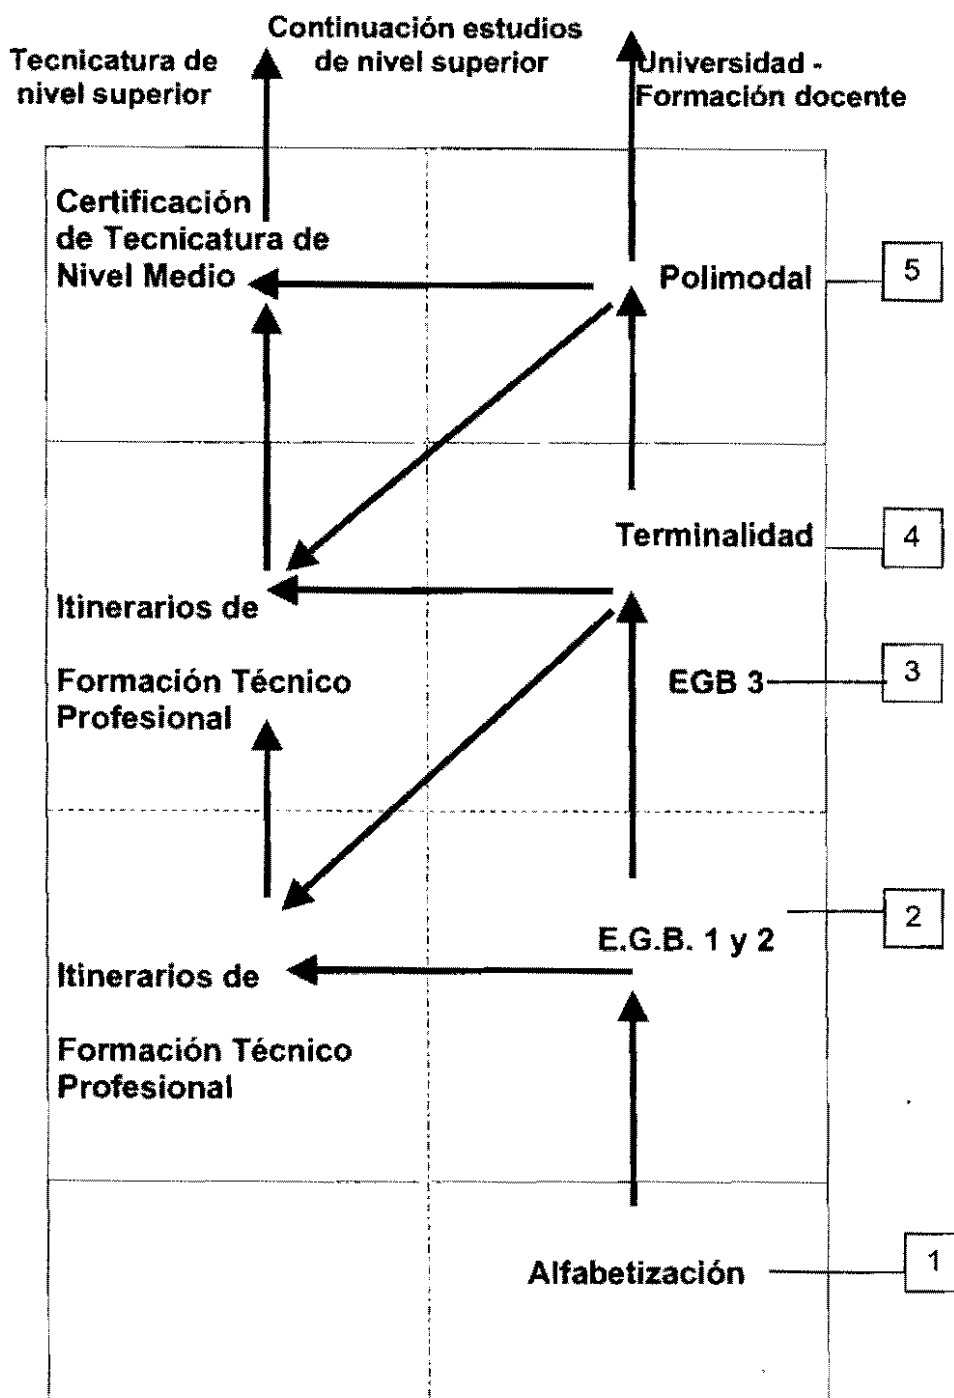 Continuación estudios
de nivel superior
Tecnicatura de
nivel superior
Universidad -
Formación docente
Certificación
de Tecnicatura de
Nivel Medio
Polimodal
5
Terminalidad
4
Itinerarios de
Formación Técnico
Profesional
EGB 3
3
E.G.B. 1 y 2
2
Itinerarios de
Formación Técnico
Profesional
Alfabetización
1